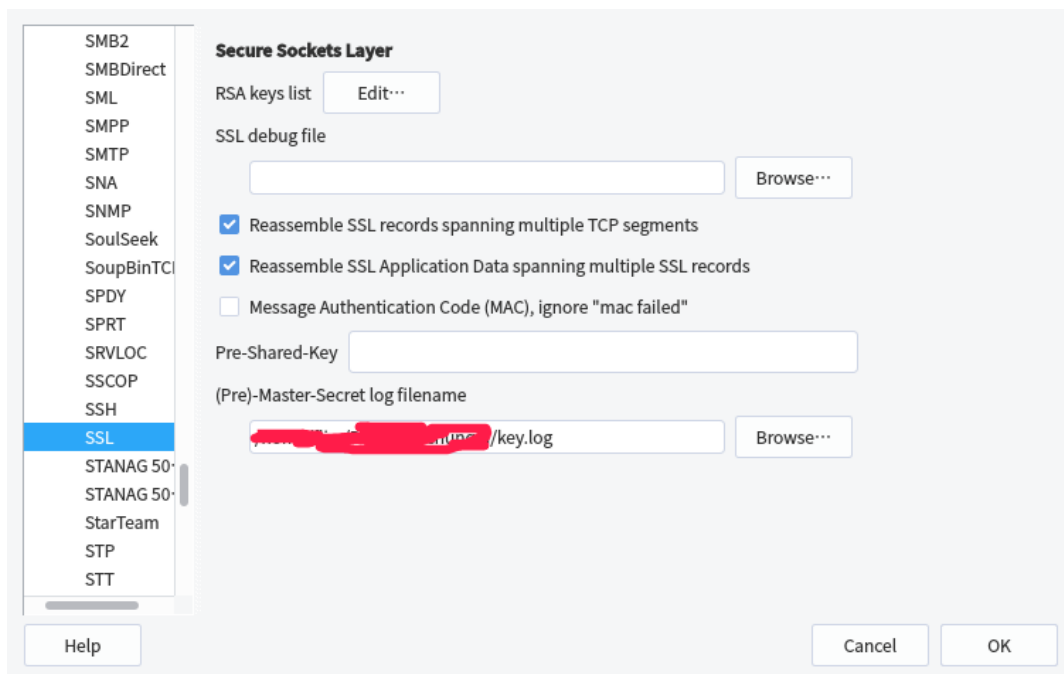 SMB2
SMBDirect
SML
SMPP
SMTP
SNA
SNMP
SoulSeek
SoupBinTC
SPDY
SPRT
SRVLOC
SSCOP
SSH
SSL
STANAG 50
STANAG 50
StarTeam
STP
STT
Secure Sockets Layer
RSA keys list Edit…
SSL debug file
Browse…
Reassemble SSL records spanning multiple TCP segments
Reassemble SSL Application Data spanning multiple SSL records
Message Authentication Code (MAC), ignore "mac failed"
Pre-Shared-Key
(Pre)-Master-Secret log filename
/key.log Browse…
Help Cancel OK